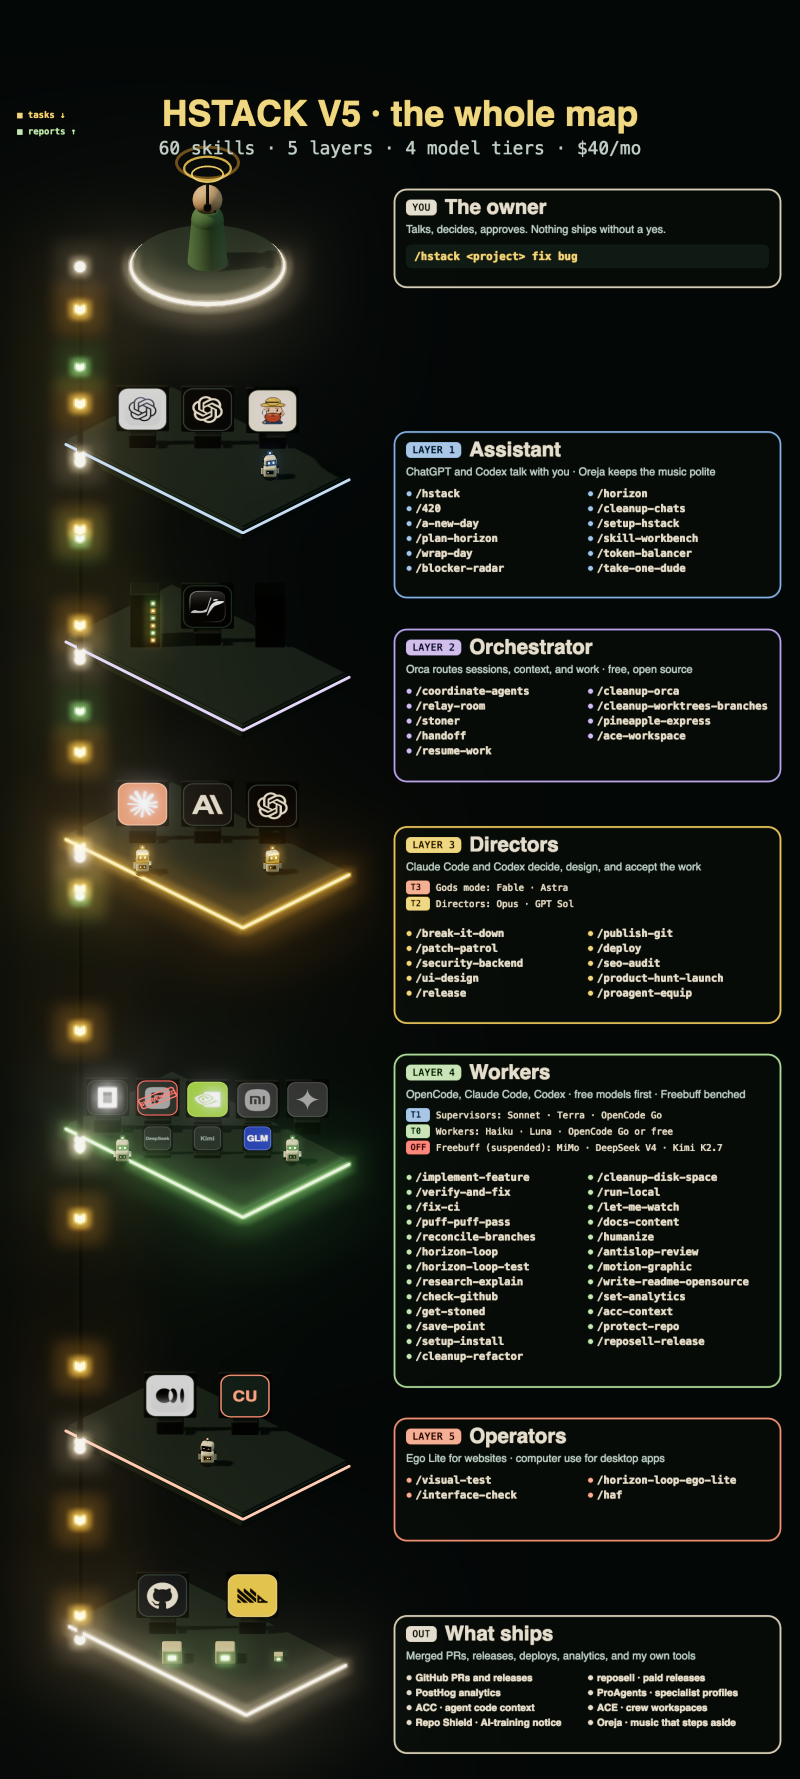 HSTACK V5 · the whole map
■ tasks ↓
■ reports ↑
60 skills · 5 layers · 4 model tiers · $40/mo
YOU The owner
Talks, decides, approves. Nothing ships without a yes.
/hstack <project> fix bug
LAYER 1 Assistant
ChatGPT and Codex talk with you · Oreja keeps the music polite
• /hstack
• /420
• /a-new-day
• /plan-horizon
• /wrap-day
• /blocker-radar
• /horizon
• /cleanup-chats
• /setup-hstack
• /skill-workbench
• /token-balancer
• /take-one-dude
LAYER 2 Orchestrator
Orca routes sessions, context, and work · free, open source
• /coordinate-agents
• /relay-room
• /stoner
• /handoff
• /resume-work
• /cleanup-orca
• /cleanup-worktrees-branches
• /pineapple-express
• /ace-workspace
LAYER 3 Directors
Claude Code and Codex decide, design, and accept the work
T3 Gods mode: Fable · Astra
T2 Directors: Opus · GPT Sol
• /break-it-down
• /patch-patrol
• /security-backend
• /ui-design
• /release
• /publish-git
• /deploy
• /seo-audit
• /product-hunt-launch
• /proagent-equip
DeepSeek
Kimi
GLM
LAYER 4 Workers
OpenCode, Claude Code, Codex · free models first · Freebuff benched
T1 Supervisors: Sonnet · Terra · OpenCode Go
T0 Workers: Haiku · Luna · OpenCode Go or free
OFF Freebuff (suspended): MiMo · DeepSeek V4 · Kimi K2.7
• /implement-feature
• /verify-and-fix
• /fix-ci
• /puff-puff-pass
• /reconcile-branches
• /horizon-loop
• /horizon-loop-test
• /research-explain
• /check-github
• /get-stoned
• /save-point
• /setup-install
• /cleanup-refactor
• /cleanup-disk-space
• /run-local
• /let-me-watch
• /docs-content
• /humanize
• /antislop-review
• /motion-graphic
• /write-readme-opensource
• /set-analytics
• /acc-context
• /protect-repo
• /reposell-release
CU
LAYER 5 Operators
Ego Lite for websites · computer use for desktop apps
• /visual-test
• /interface-check
• /horizon-loop-ego-lite
• /haf
OUT What ships
Merged PRs, releases, deploys, analytics, and my own tools
• GitHub PRs and releases
• PostHog analytics
• ACC · agent code context
• Repo Shield · AI-training notice
• reposell · paid releases
• ProAgents · specialist profiles
• ACE · crew workspaces
• Oreja · music that steps aside